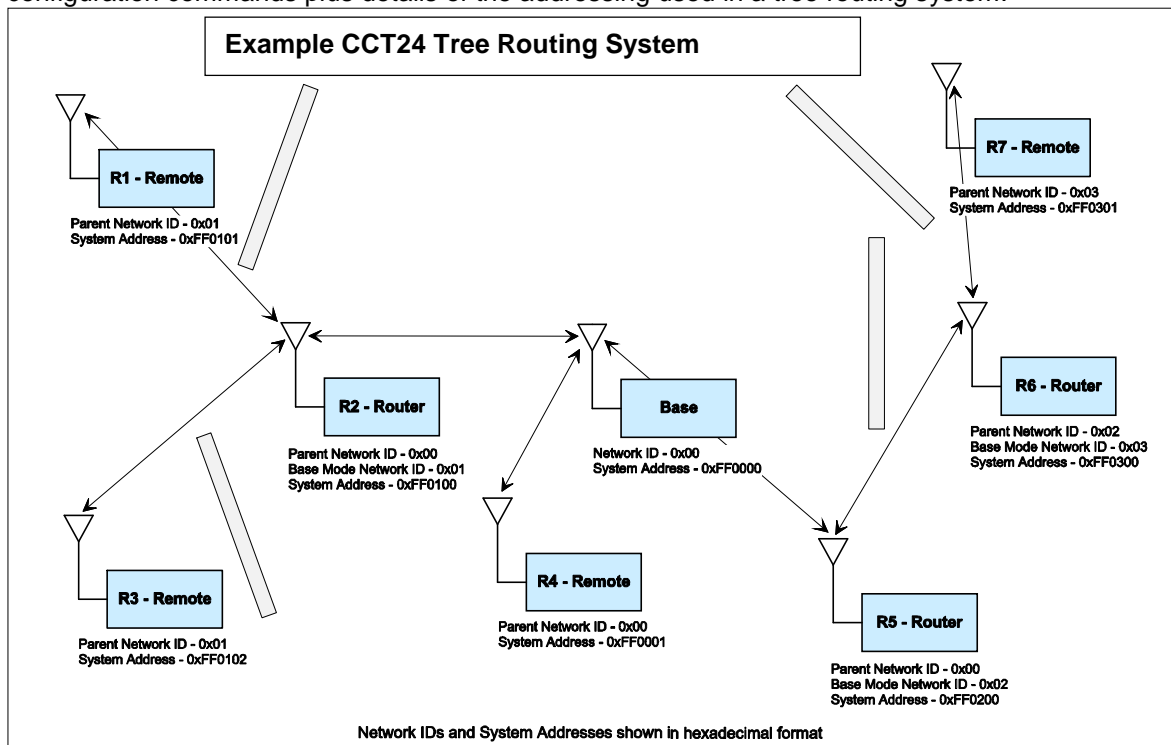 configuration commands plus details of the addressing used in a tree routing system.
Example CCT24 Tree Routing System
R1 - Remote
Parent Network ID - 0x01
System Address - 0xFF0101
R7 - Remote
Parent Network ID - 0x03
System Address - 0xFF0301
R2 - Router
Parent Network ID - 0x00
Base Mode Network ID - 0x01
System Address - 0xFF0100
Base
Network ID - 0x00
System Address - 0xFF0000
R6 - Router
Parent Network ID - 0x02
Base Mode Network ID - 0x03
System Address - 0xFF0300
R3 - Remote
Parent Network ID - 0x01
System Address - 0xFF0102
R4 - Remote
Parent Network ID - 0x00
System Address - 0xFF0001
R5 - Router
Parent Network ID - 0x00
Base Mode Network ID - 0x02
System Address - 0xFF0200
Network IDs and System Addresses shown in hexadecimal format